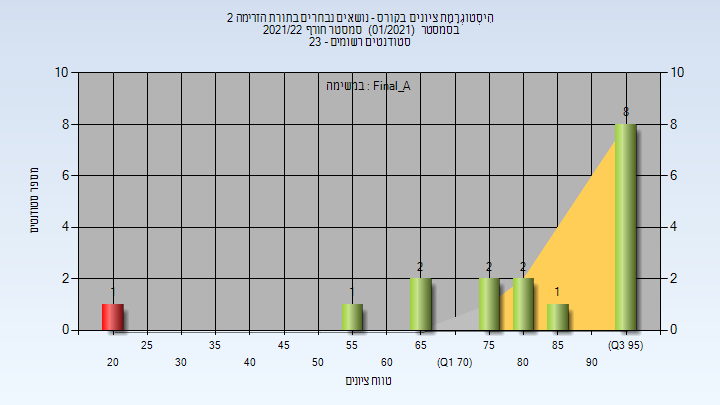 הִיסְטוֹגְרָמַת ציונים בקורס - נושאים נבחרים בתורת הזרימה 2
בסמסטר (01/2021) סמסטר חורף 2021/22
סטודנטים רשומים - 23
במשימה : Final_A
מספר סטודנטים
10 10
8 8
6 6
4 4
2 2
0 0
1 1 2 2 2 1 8
25 35 45 55 65 75 85 (Q3 95)
20 30 40 50 60 (Q1 70) 80 90
טווח ציונים